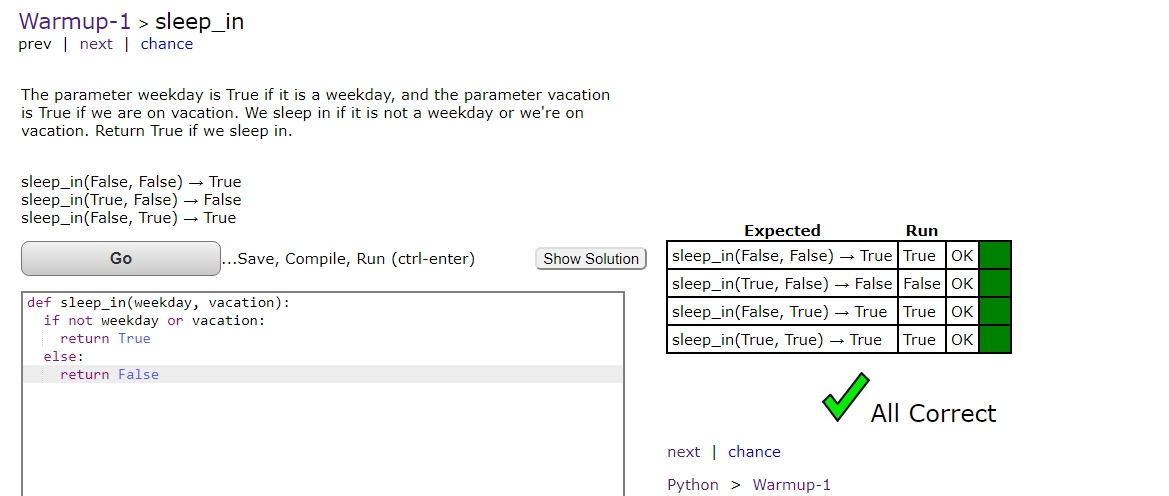 Warmup-1 > sleep_in
prev | next | chance
The parameter weekday is True if it is a weekday, and the parameter vacation
is True if we are on vacation. We sleep in if it is not a weekday or we're on
vacation. Return True if we sleep in.
sleep_in(False, False) → True
sleep_in(True, False) → False
sleep_in(False, True) → True
Go ...Save, Compile, Run (ctrl-enter) Show Solution
def sleep_in(weekday, vacation):
  if not weekday or vacation:
    return True
  else:
    return False
Expected Run
sleep_in(False, False) → True True OK
sleep_in(True, False) → False False OK
sleep_in(False, True) → True True OK
sleep_in(True, True) → True True OK
All Correct
next | chance
Python > Warmup-1